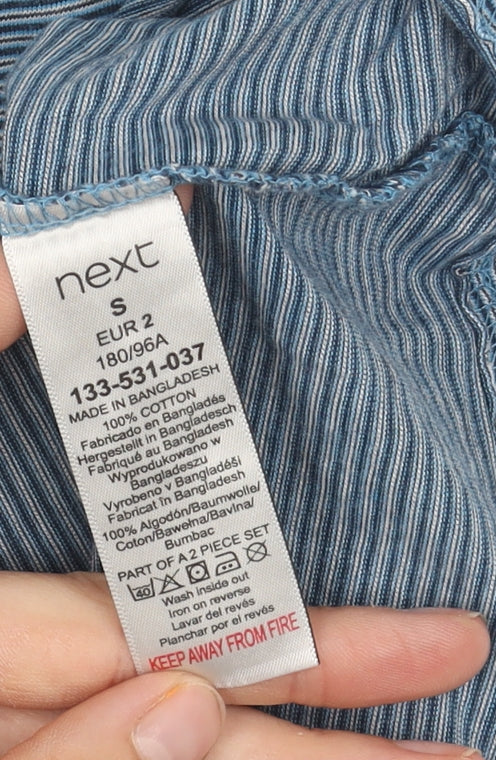 next
S
EUR 2
180/96A
133-531-037
MADE IN BANGLADESH
100% COTTON
Fabricado en Bangladés
Hergestellt in Bangladesch
Fabriqué au Bangladesh
Wyprodukowano w
Bangladeszu
Vyrobeno v Bangladéši
Fabricat în Bangladesh
100% Algodón/Baumwolle/
Coton/Bawełna/Bavlna/
Bumbac
PART OF A 2 PIECE SET
40
Wash inside out
Iron on reverse
Lavar del revés
Planchar por el revés
KEEP AWAY FROM FIRE